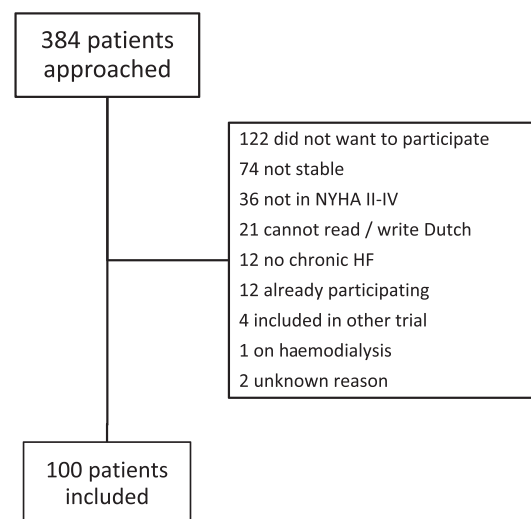 384 patients
approached
122 did not want to participate
74 not stable
36 not in NYHA II-IV
21 cannot read / write Dutch
12 no chronic HF
12 already participating
4 included in other trial
1 on haemodialysis
2 unknown reason
100 patients
included